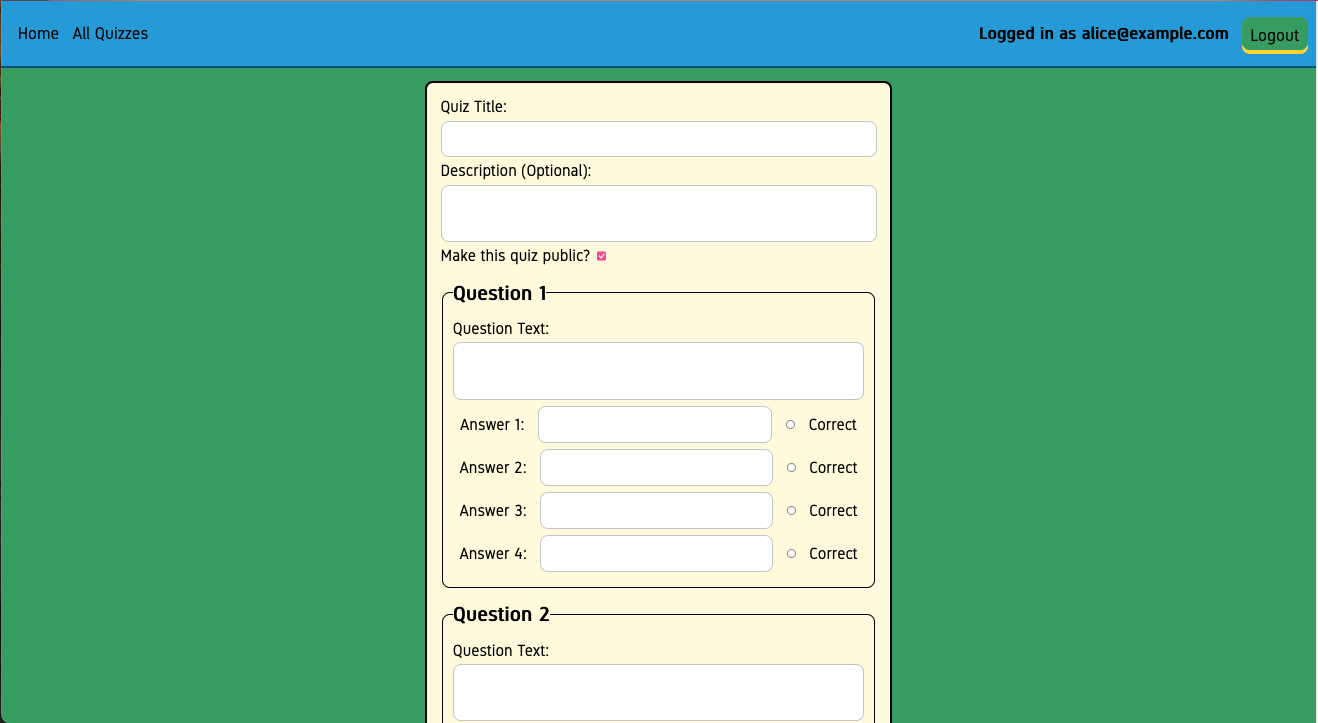 Home All Quizzes Logged in as alice@example.com Logout
Quiz Title:
Description (Optional):
Make this quiz public?
Question 1
Question Text:
Answer 1: Correct
Answer 2: Correct
Answer 3: Correct
Answer 4: Correct
Question 2
Question Text: